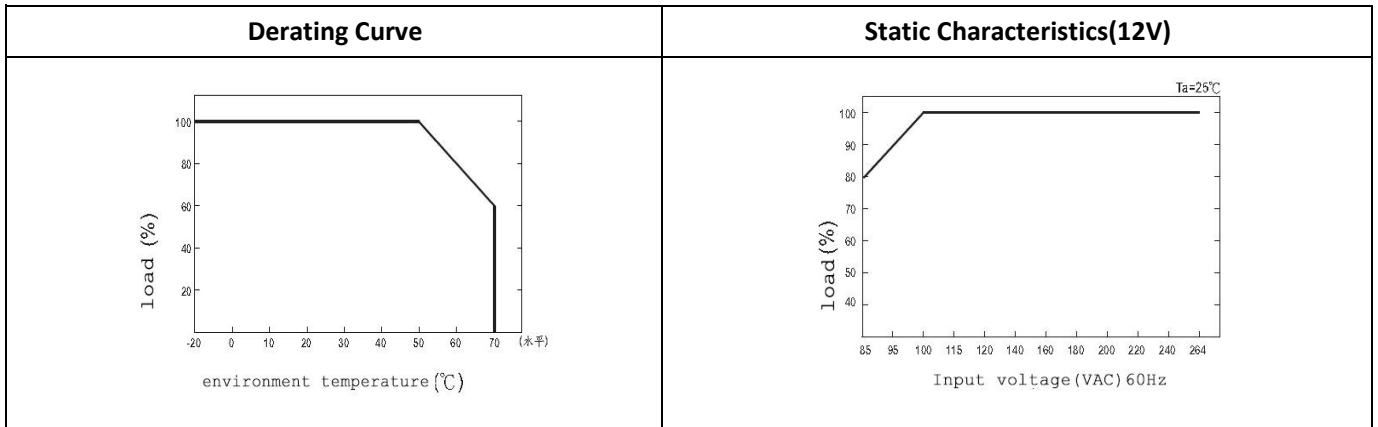 Derating Curve
Static Characteristics(12V)
100
80
60
40
20
load (%)
-20 0 10 20 30 40 50 60 70 (水平)
environment temperature(℃)
Ta=25℃
100
90
80
70
60
50
40
load(%)
85 95 100 115 120 140 160 180 200 220 240 264
Input voltage(VAC)60Hz